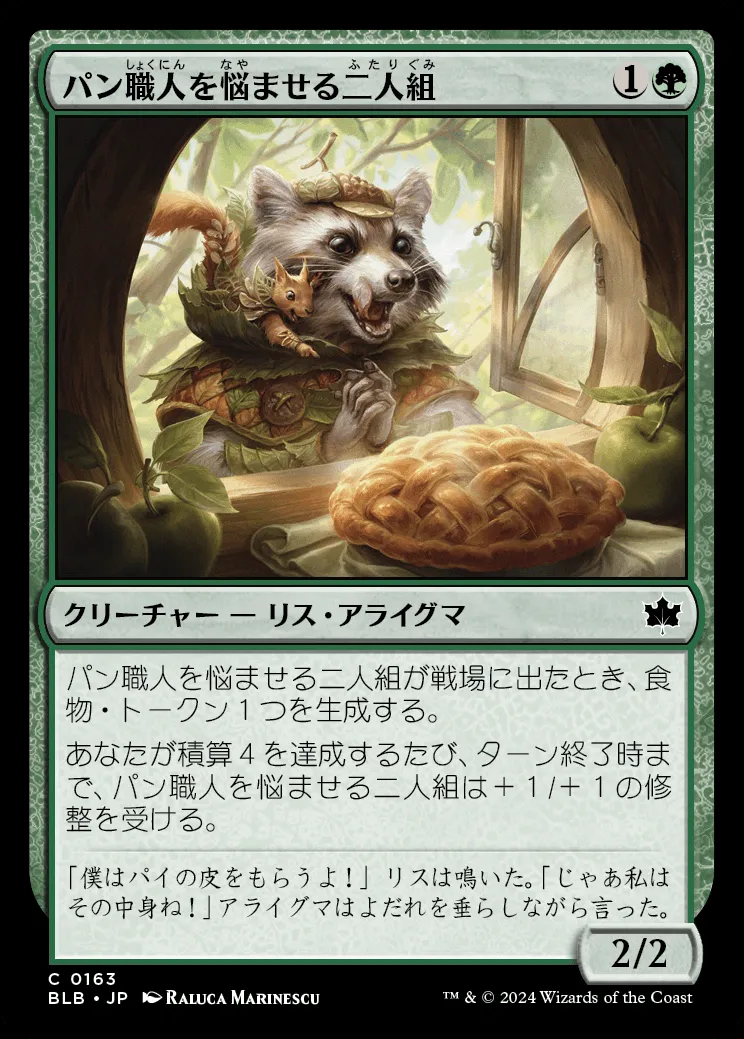 パン職人を悩ませる二人組 1
しょくにん なや ふたりぐみ
クリーチャー — リス・アライグマ
パン職人を悩ませる二人組が戦場に出たとき、食
物・トークン１つを生成する。
あなたが積算４を達成するたび、ターン終了時ま
で、パン職人を悩ませる二人組は＋１/＋１の修
整を受ける。
「僕はパイの皮をもらうよ！」リスは鳴いた。「じゃあ私は
その中身ね！」アライグマはよだれを垂らしながら言った。
2/2
C 0163
BLB • JP Raluca Marinescu
™ & © 2024 Wizards of the Coast